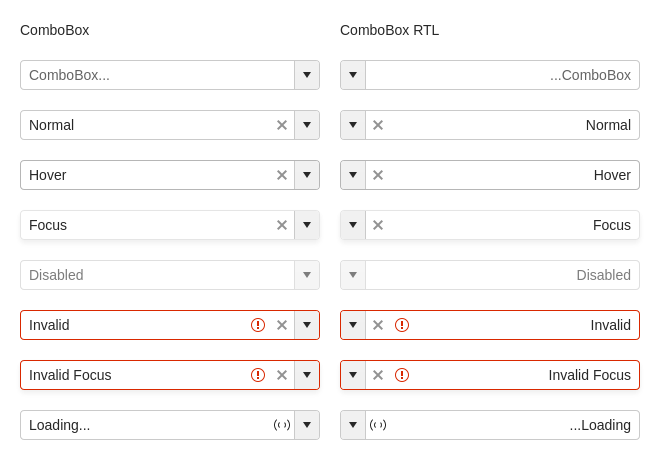 ComboBox
ComboBox RTL
ComboBox...
...ComboBox
Normal
Normal
Hover
Hover
Focus
Focus
Disabled
Disabled
Invalid
Invalid
Invalid Focus
Invalid Focus
Loading...
...Loading